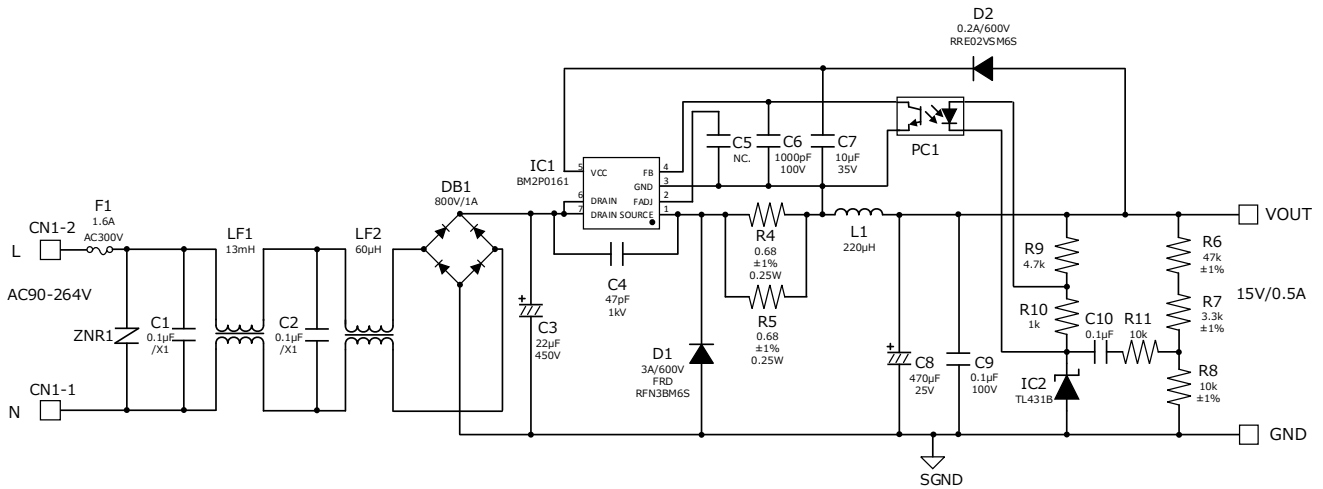 D2
0.2A/600V
RRE02VSM6S
PC1
C5
NC.
C6
1000pF
100V
C7
10µF
35V
IC1
BM2P0161
5
VCC
6
DRAIN
7
DRAIN SOURCE
FB
4
GND
3
FADJ
2
1
DB1
800V/1A
F1
1.6A
AC300V
CN1-2
L
AC90-264V
CN1-1
N
ZNR1
C1
0.1µF
/X1
LF1
13mH
C2
0.1µF
/X1
LF2
60µH
C3
22µF
450V
C4
47pF
1kV
D1
3A/600V
FRD
RFN3BM6S
R4
0.68
±1%
0.25W
R5
0.68
±1%
0.25W
L1
220µH
C8
470µF
25V
C9
0.1µF
100V
R9
4.7k
R10
1k
C10
0.1µF
R11
10k
IC2
TL431B
R6
47k
±1%
R7
3.3k
±1%
R8
10k
±1%
VOUT
15V/0.5A
GND
SGND